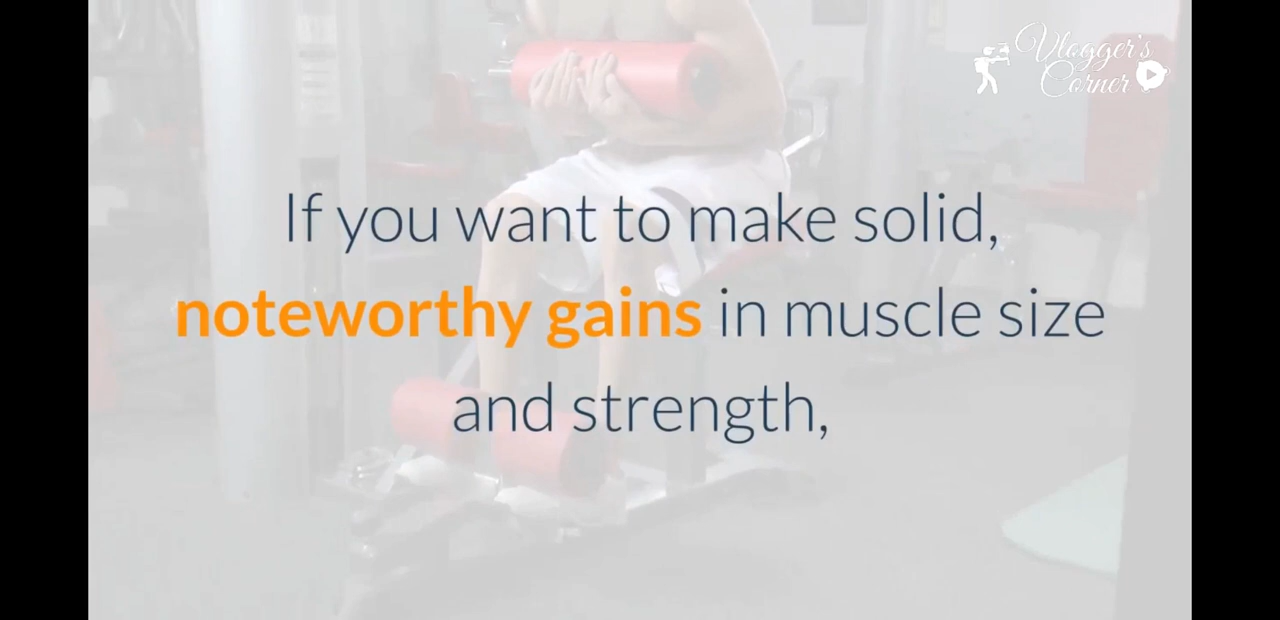 Vlogger's
Corner
If you want to make solid,
noteworthy gains in muscle size
and strength,